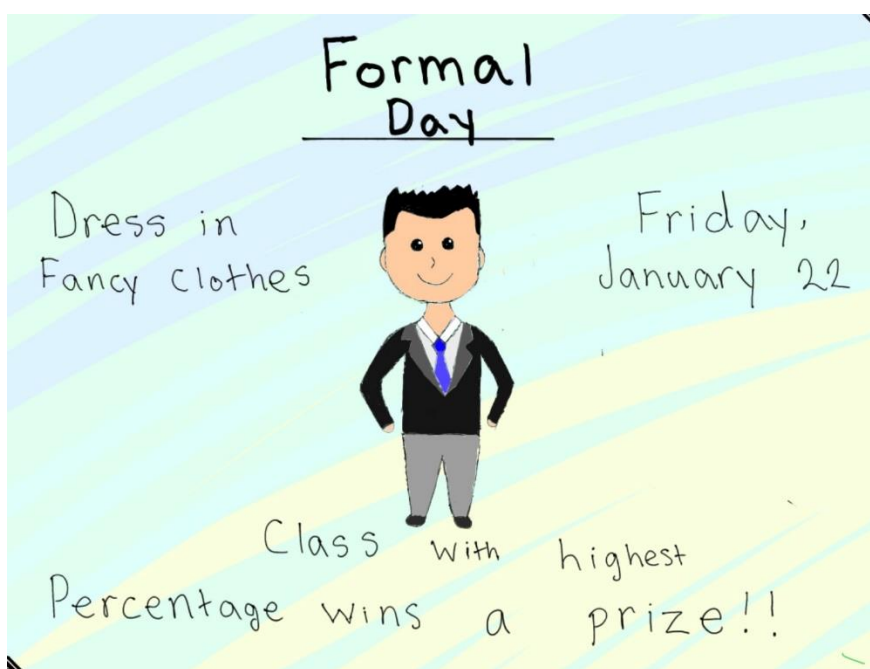 Formal
Day
Dress in
Fancy clothes
Friday,
January 22
Class with highest
Percentage wins a prize!!